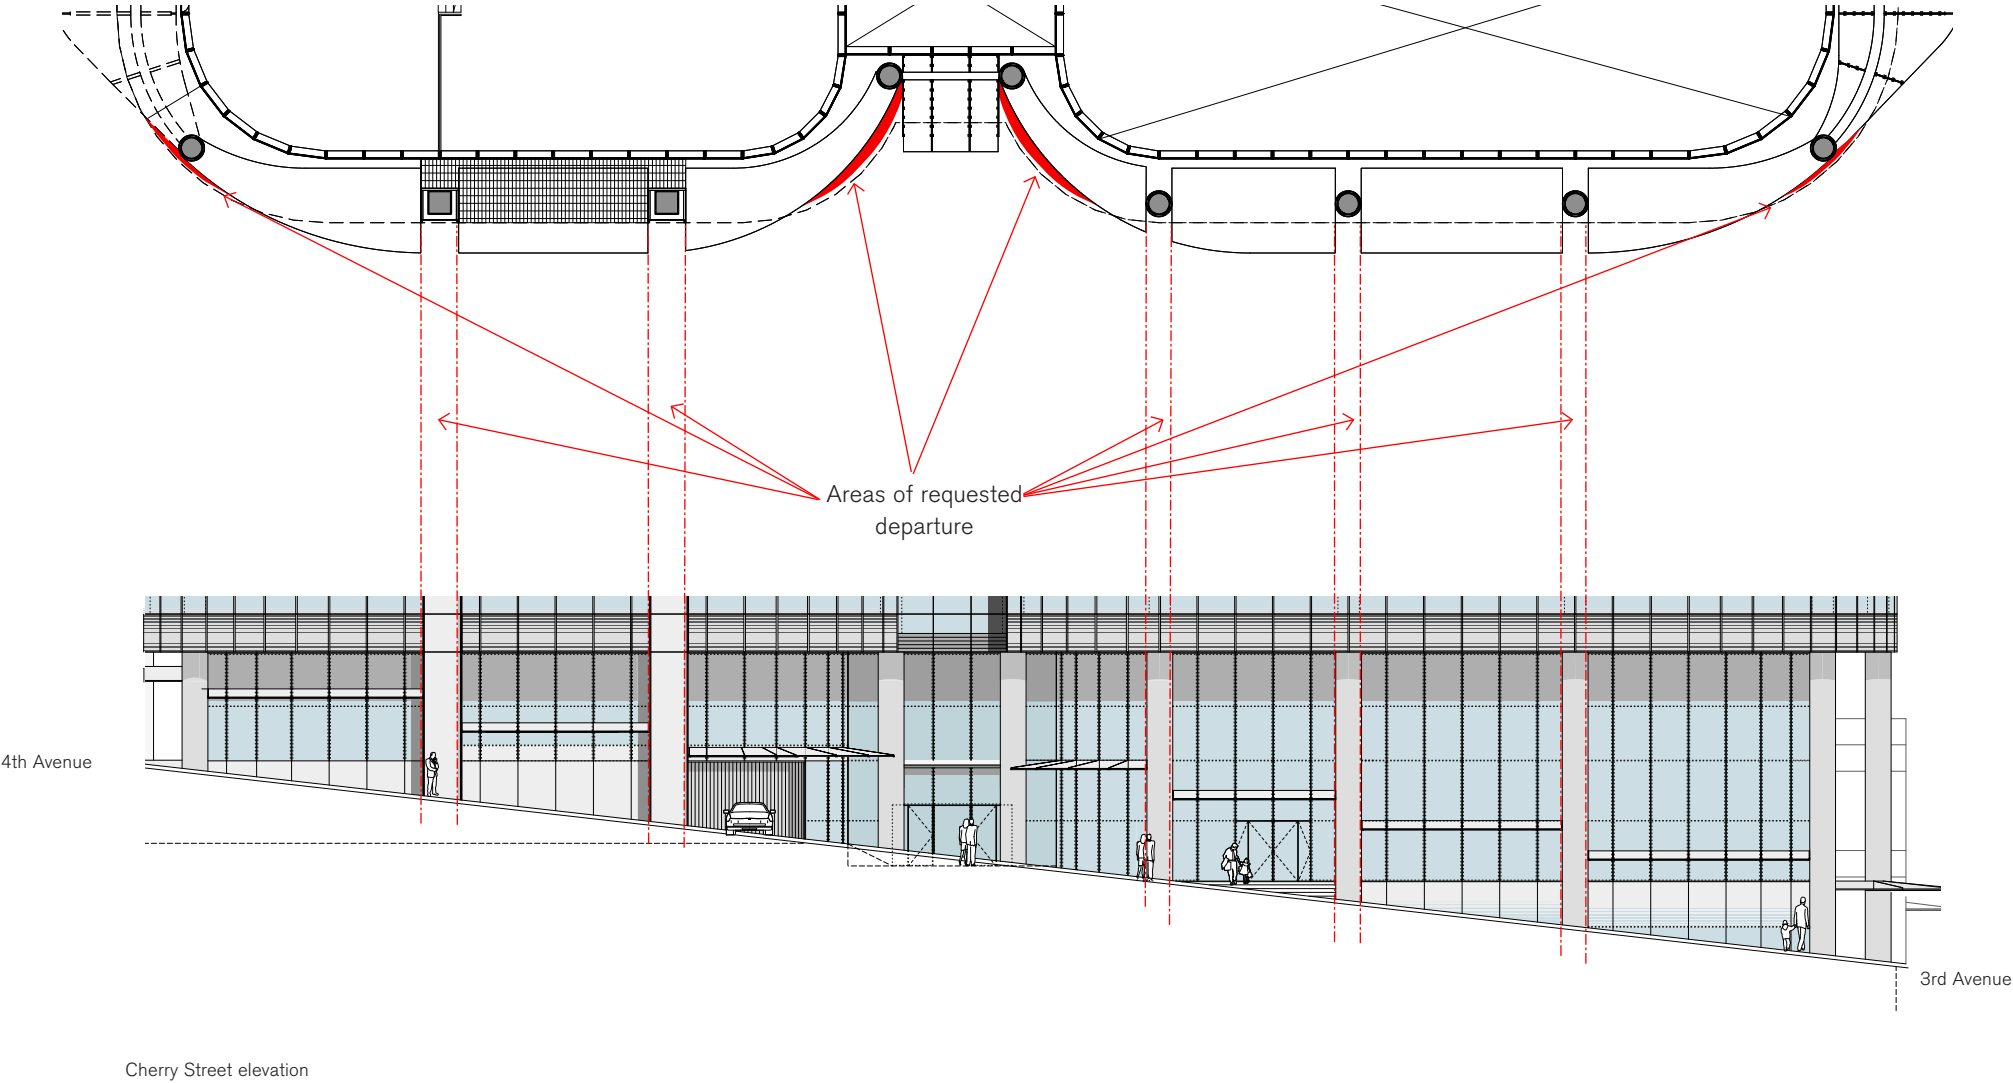 Areas of requested
departure
4th Avenue
3rd Avenue
Cherry Street elevation